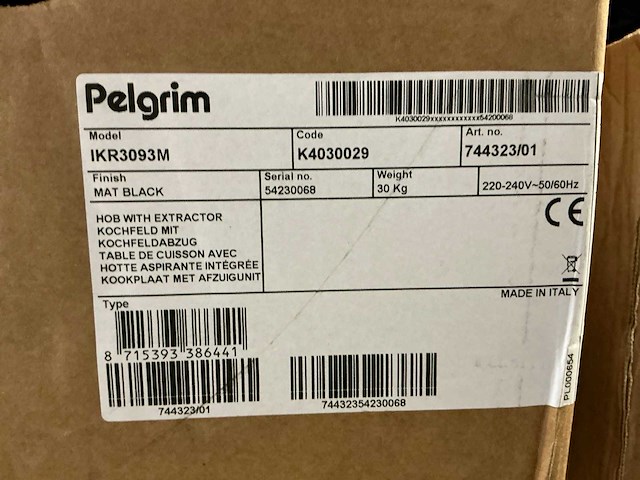 Pelgrim
K4030029xxxxxxxxxxxx54200068
Model
IKR3093M
Code
K4030029
Art. no.
744323/01
Finish
MAT BLACK
Serial no.
54230068
Weight
30 Kg
220-240V~50/60Hz
HOB WITH EXTRACTOR
KOCHFELD MIT
KOCHFELDABZUG
TABLE DE CUISSON AVEC
HOTTE ASPIRANTE INTÉGRÉE
KOOKPLAAT MET AFZUIGUNIT
CE
MADE IN ITALY
Type
8 715393 386441
744323/01
74432354230068
PL000654